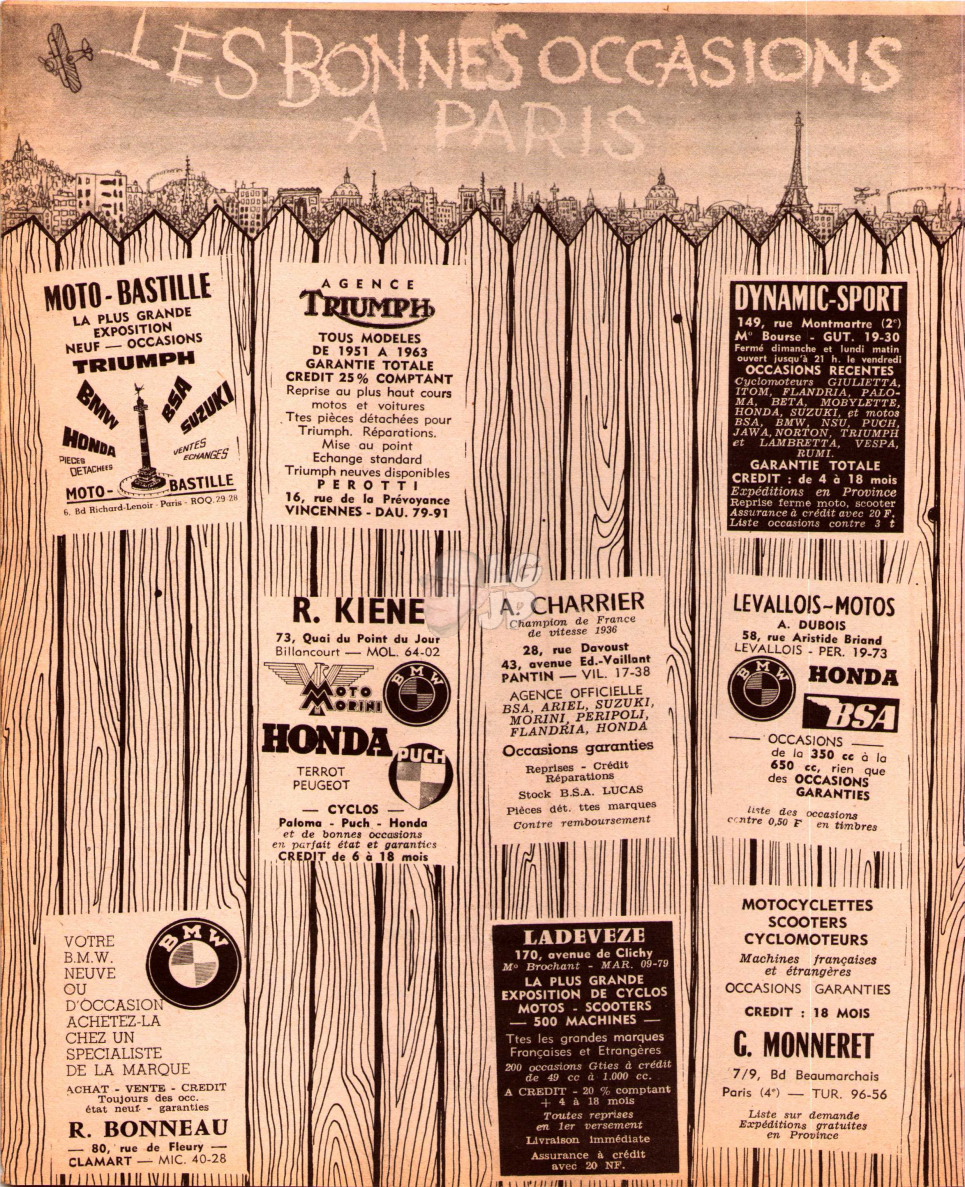 LES BONNES OCCASIONS
A PARIS
MOTO - BASTILLE
LA PLUS GRANDE
EXPOSITION
NEUF — OCCASIONS
TRIUMPH
BMW
BSA
SUZUKI
HONDA
PIECES
DETACHEES
VENTES
ECHANGES
MOTO - BASTILLE
6, Bd Richard-Lenoir - Paris - ROQ. 29-28
AGENCE
TRIUMPH
TOUS MODELES
DE 1951 A 1963
GARANTIE TOTALE
CREDIT 25 % COMPTANT
Reprise au plus haut cours
motos et voitures
Ttes pièces détachées pour
Triumph. Réparations.
Mise au point
Echange standard
Triumph neuves disponibles
PEROTTI
16, rue de la Prévoyance
VINCENNES - DAU. 79-91
DYNAMIC-SPORT
149, rue Montmartre (2e)
Mo Bourse - GUT. 19-30
Fermé dimanche et lundi matin
ouvert jusqu'à 21 h. le vendredi
OCCASIONS RECENTES
Cyclomoteurs GIULIETTA,
ITOM, FLANDRIA, PALO-
MA, BETA, MOBYLETTE,
HONDA, SUZUKI, et motos
BSA, BMW, NSU, PUCH,
JAWA, NORTON, TRIUMPH
et LAMBRETTA, VESPA,
RUMI.
GARANTIE TOTALE
CREDIT : de 4 à 18 mois
Expéditions en Province
Reprise ferme moto, scooter
Assurance à crédit avec 20 F.
Liste occasions contre 3 t
R. KIENE
73, Quai du Point du Jour
Billancourt — MOL. 64-02
MOTO
MORINI
BMW
HONDA
PUCH
TERROT
PEUGEOT
— CYCLOS —
Paloma - Puch - Honda
et de bonnes occasions
en parfait état et garanties
CREDIT de 6 à 18 mois
A. CHARRIER
Champion de France
de vitesse 1936
28, rue Davoust
43, avenue Ed.-Vaillant
PANTIN — VIL. 17-38
AGENCE OFFICIELLE
BSA, ARIEL, SUZUKI,
MORINI, PERIPOLI,
FLANDRIA, HONDA
Occasions garanties
Reprises - Crédit
Réparations
Stock B.S.A. LUCAS
Pièces dét. ttes marques
Contre remboursement
LEVALLOIS-MOTOS
A. DUBOIS
58, rue Aristide Briand
LEVALLOIS - PER. 19-73
BMW
HONDA
BSA
— OCCASIONS —
de la 350 cc à la
650 cc, rien que
des OCCASIONS
GARANTIES
liste des occasions
contre 0,50 F en timbres
BMW
VOTRE
B.M.W.
NEUVE
OU
D'OCCASION
ACHETEZ-LA
CHEZ UN
SPECIALISTE
DE LA MARQUE
ACHAT - VENTE - CREDIT
Toujours des occ.
état neuf - garanties
R. BONNEAU
— 80, rue de Fleury —
CLAMART — MIC. 40-28
LADEVEZE
170, avenue de Clichy
Mo Brochant - MAR. 09-79
LA PLUS GRANDE
EXPOSITION DE CYCLOS
MOTOS - SCOOTERS
— 500 MACHINES —
Ttes les grandes marques
Françaises et Etrangères
200 occasions Gties à crédit
de 49 cc à 1.000 cc.
A CREDIT - 20 % comptant
+ 4 à 18 mois
Toutes reprises
en 1er versement
Livraison immédiate
Assurance à crédit
avec 20 NF.
MOTOCYCLETTES
SCOOTERS
CYCLOMOTEURS
Machines françaises
et étrangères
OCCASIONS GARANTIES
CREDIT : 18 MOIS
G. MONNERET
7/9, Bd Beaumarchais
Paris (4e) — TUR. 96-56
Liste sur demande
Expéditions gratuites
en Province